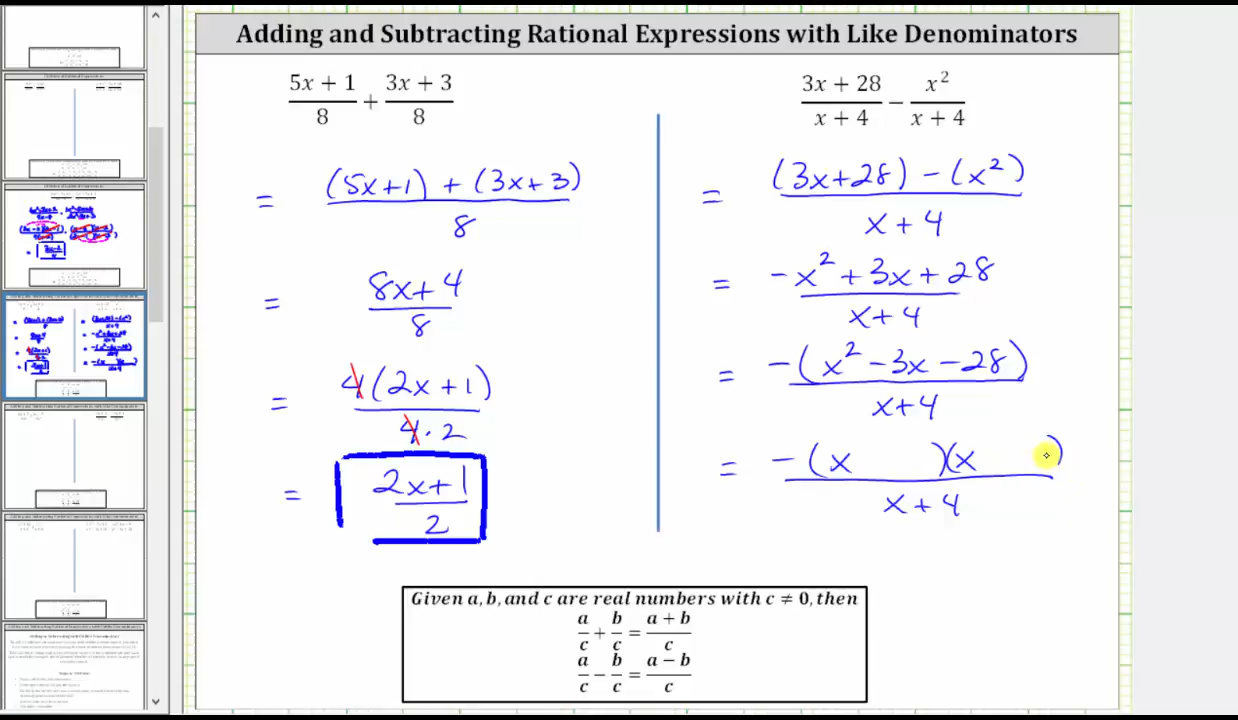 Adding and Subtracting Rational Expressions with Like Denominators
(5x + 1)/8 + (3x + 3)/8
= ((5x+1) + (3x+3))/8
= (8x+4)/8
= 4(2x+1)/(4·2)
= (2x+1)/2
(3x + 28)/(x + 4) − x²/(x + 4)
= ((3x+28) − (x²))/(x+4)
= (−x² + 3x + 28)/(x+4)
= −(x² − 3x − 28)/(x+4)
= −(x )(x )/(x+4)
Given a, b, and c are real numbers with c ≠ 0, then
a/c + b/c = (a + b)/c
a/c − b/c = (a − b)/c